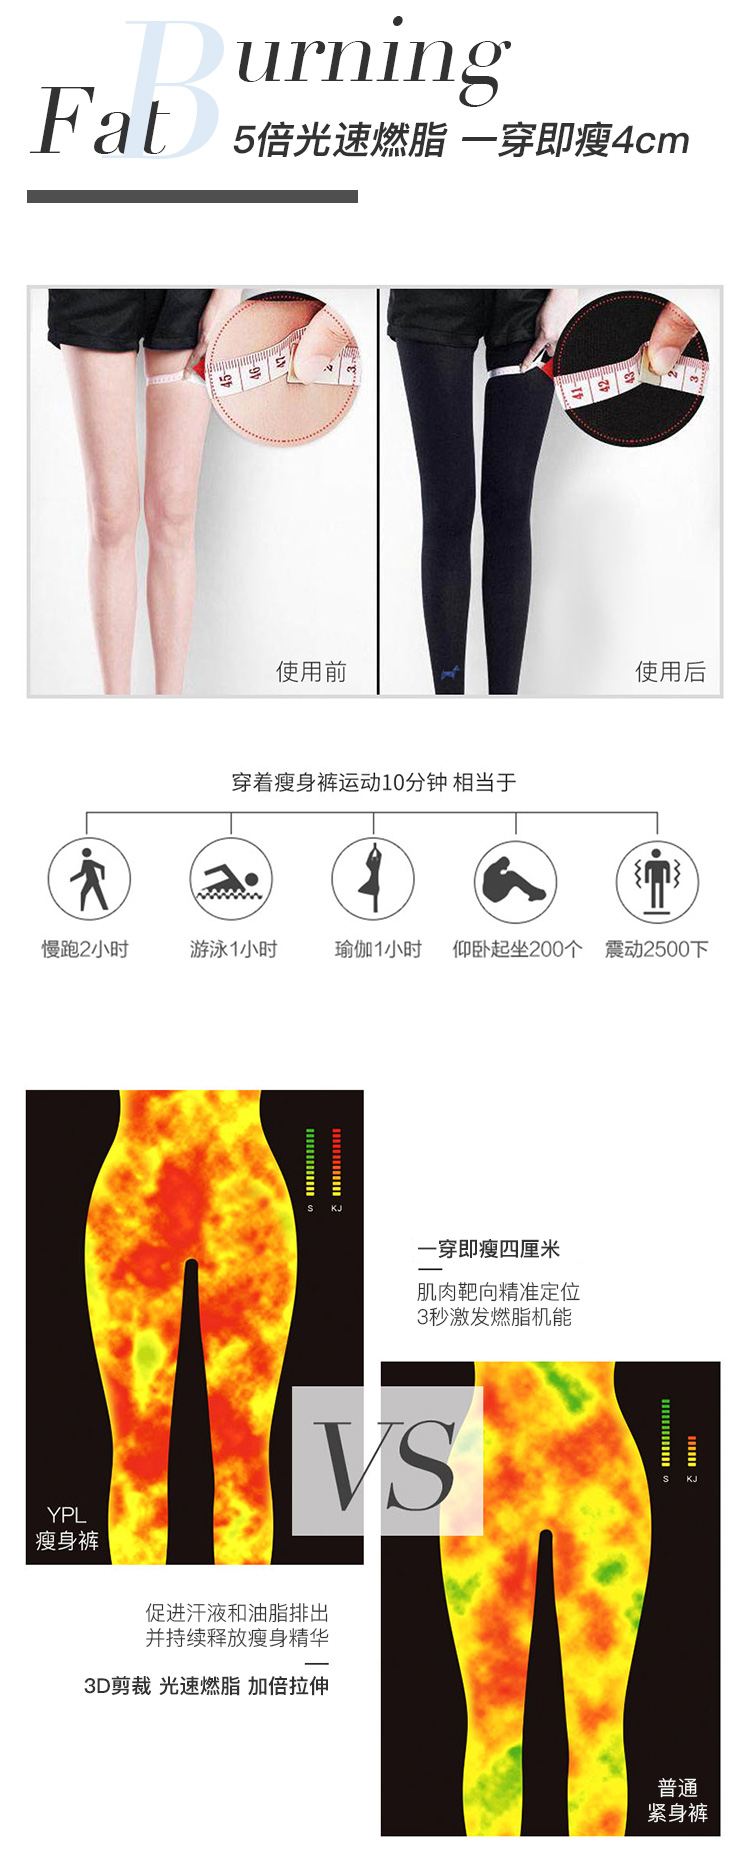 Burning
Fat
5倍光速燃脂 一穿即瘦4cm
45 46 47 2 3
41 42 43 2 3
使用前
使用后
穿着瘦身裤运动10分钟 相当于
慢跑2小时
游泳1小时
瑜伽1小时
仰卧起坐200个
震动2500下
S KJ
一穿即瘦四厘米
肌肉靶向精准定位
3秒激发燃脂机能
VS
S KJ
YPL
瘦身裤
促进汗液和油脂排出
并持续释放瘦身精华
3D剪裁 光速燃脂 加倍拉伸
普通
紧身裤